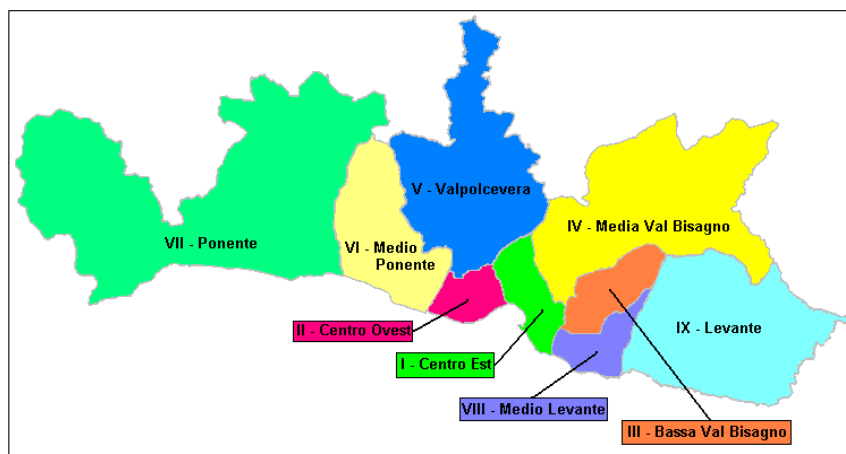 V - Valpolcevera
IV - Media Val Bisagno
VII - Ponente
VI - Medio
Ponente
II - Centro Ovest
IX - Levante
I - Centro Est
VIII - Medio Levante
III - Bassa Val Bisagno